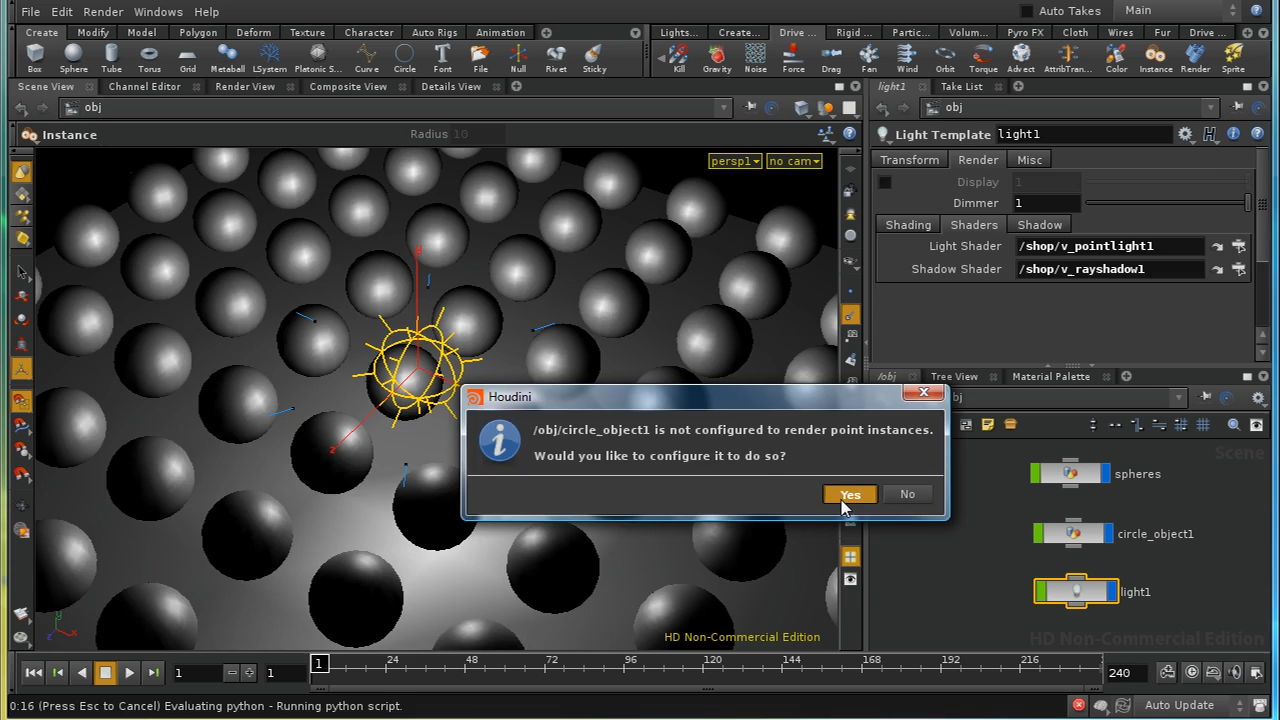 File Edit Render Windows Help
Auto Takes Main
Create Modify Model Polygon Deform Texture Character Auto Rigs Animation
Lights... Create... Drive ... Rigid ... Partic... Volum... Pyro FX Cloth Wires Fur Drive ...
Box Sphere Tube Torus Grid Metaball LSystem Platonic S... Curve Circle Font File Null Rivet Sticky
Kill Gravity Noise Force Drag Fan Wind Orbit Torque Advect AttribTran... Color Instance Render Sprite
Scene View Channel Editor Render View Composite View Details View
light1 Take List
obj
obj
Instance Radius 10
Light Template light1
persp1 no cam
Transform Render Misc
Display 1
Dimmer 1
Shading Shaders Shadow
Light Shader /shop/v_pointlight1
Shadow Shader /shop/v_rayshadow1
/obj Tree View Material Palette
bj
Houdini
/obj/circle_object1 is not configured to render point instances.
Would you like to configure it to do so?
Yes No
Scene
spheres
circle_object1
light1
y
z
y
z x
HD Non-Commercial Edition
HD Non-Commercial Edition
1 1 1 24 48 72 96 120 144 168 192 216 240
0:16 (Press Esc to Cancel) Evaluating python - Running python script.
Auto Update